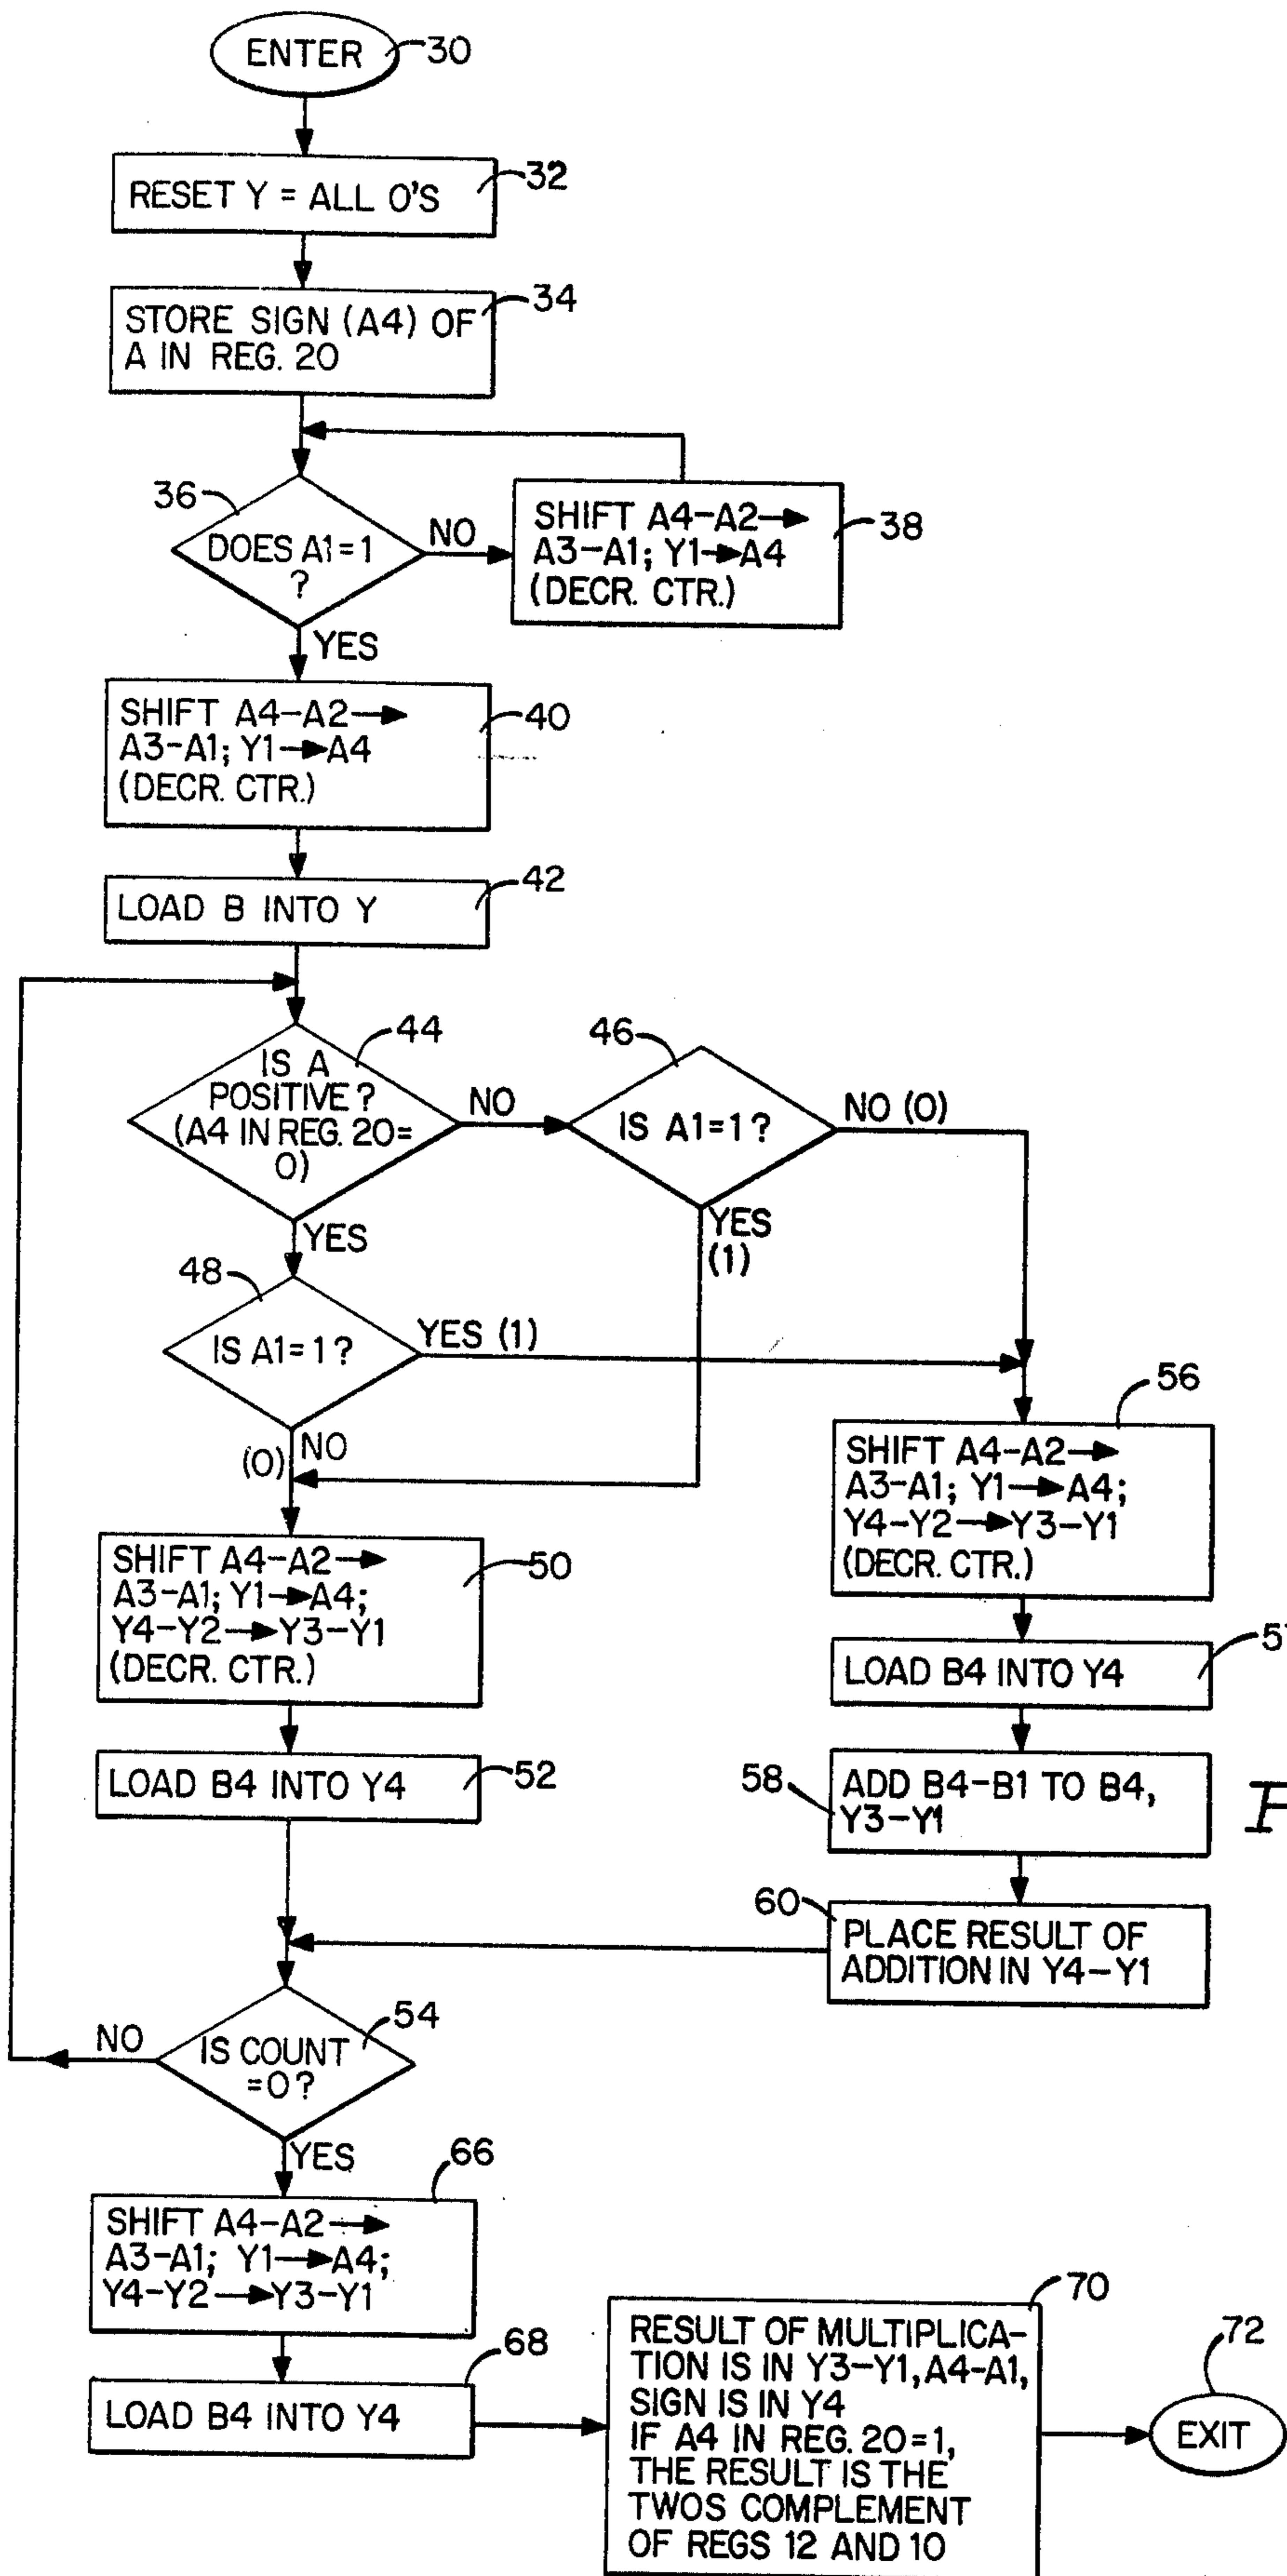 ENTER
30
RESET Y = ALL O'S
32
STORE SIGN (A4) OF
A IN REG. 20
34
36
DOES A1=1
?
NO
YES
SHIFT A4-A2→
A3-A1; Y1→A4
(DECR. CTR.)
38
SHIFT A4-A2→
A3-A1; Y1→A4
(DECR. CTR.)
40
LOAD B INTO Y
42
IS A
POSITIVE?
(A4 IN REG. 20=
0)
44
NO
YES
46
IS A1=1?
NO (0)
YES
(1)
48
IS A1=1?
YES (1)
(0)
NO
SHIFT A4-A2→
A3-A1; Y1→A4;
Y4-Y2→Y3-Y1
(DECR. CTR.)
50
LOAD B4 INTO Y4
52
56
SHIFT A4-A2→
A3-A1; Y1→A4;
Y4-Y2→Y3-Y1
(DECR. CTR.)
LOAD B4 INTO Y4
58
ADD B4-B1 TO B4,
Y3-Y1
60
PLACE RESULT OF
ADDITION IN Y4-Y1
54
IS COUNT
=0?
NO
YES
66
SHIFT A4-A2→
A3-A1; Y1→A4;
Y4-Y2→Y3-Y1
68
LOAD B4 INTO Y4
70
RESULT OF MULTIPLICA-
TION IS IN Y3-Y1, A4-A1,
SIGN IS IN Y4
IF A4 IN REG. 20=1,
THE RESULT IS THE
TWOS COMPLEMENT
OF REGS 12 AND 10
72
EXIT